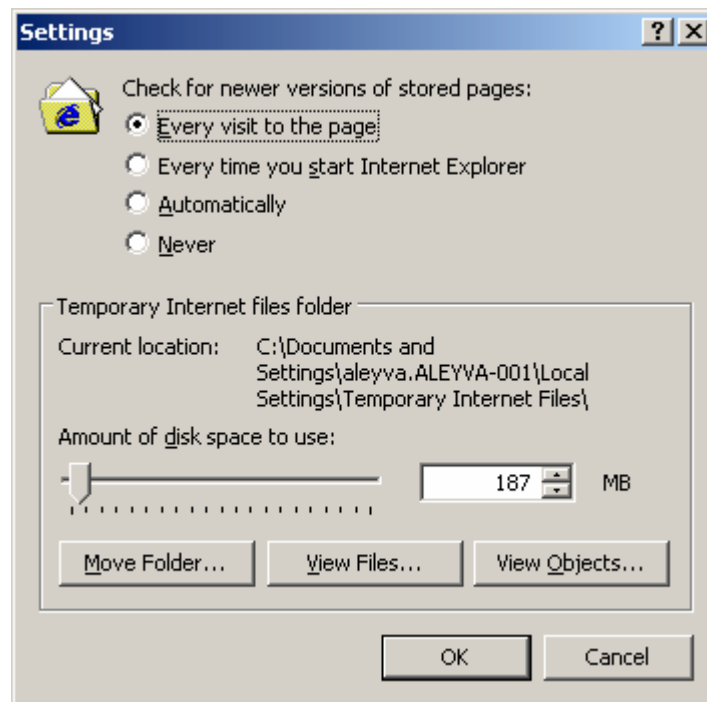 Settings
Check for newer versions of stored pages:
Every visit to the page
Every time you start Internet Explorer
Automatically
Never
Temporary Internet files folder
Current location: C:\Documents and
Settings\aleyva.ALEYVA-001\Local
Settings\Temporary Internet Files\
Amount of disk space to use:
187 MB
Move Folder... View Files... View Objects...
OK Cancel